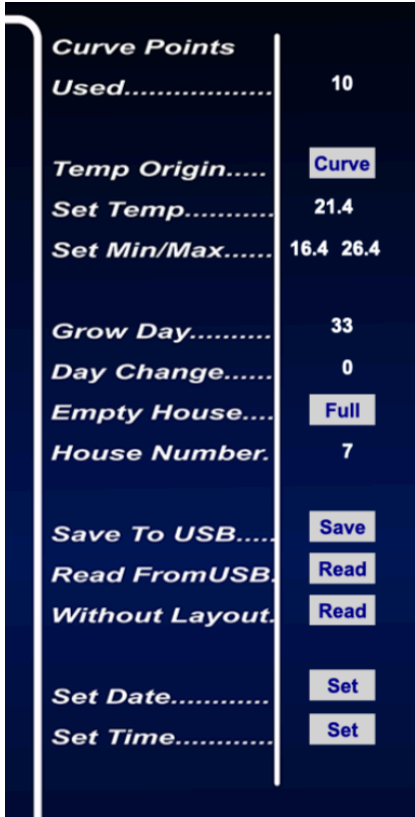 Curve Points
Used.................. 10
Temp Origin..... Curve
Set Temp........... 21.4
Set Min/Max...... 16.4 26.4
Grow Day.......... 33
Day Change...... 0
Empty House.... Full
House Number. 7
Save To USB..... Save
Read FromUSB. Read
Without Layout. Read
Set Date............ Set
Set Time............ Set